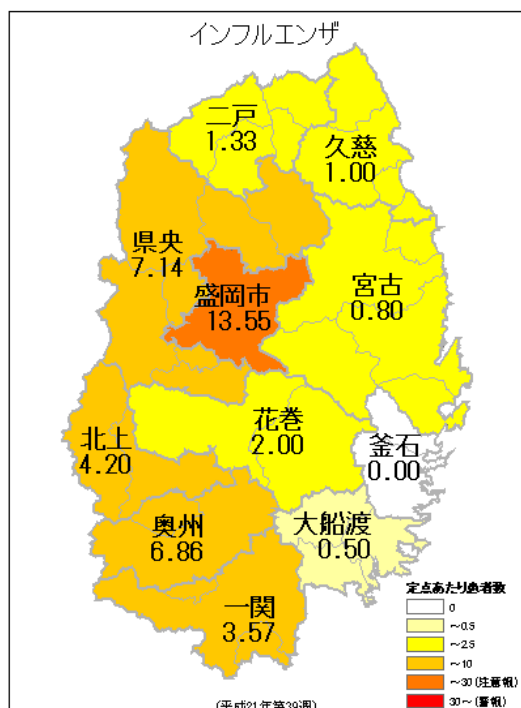 インフルエンザ
二戸
1.33
久慈
1.00
県央
7.14
盛岡市
13.55
宮古
0.80
花巻
2.00
北上
4.20
釜石
0.00
奥州
6.86
大船渡
0.50
一関
3.57
定点あたり患者数
0
～0.5
～2.5
～10
～30(注意報)
30～(警報)
(平成21年第39週)